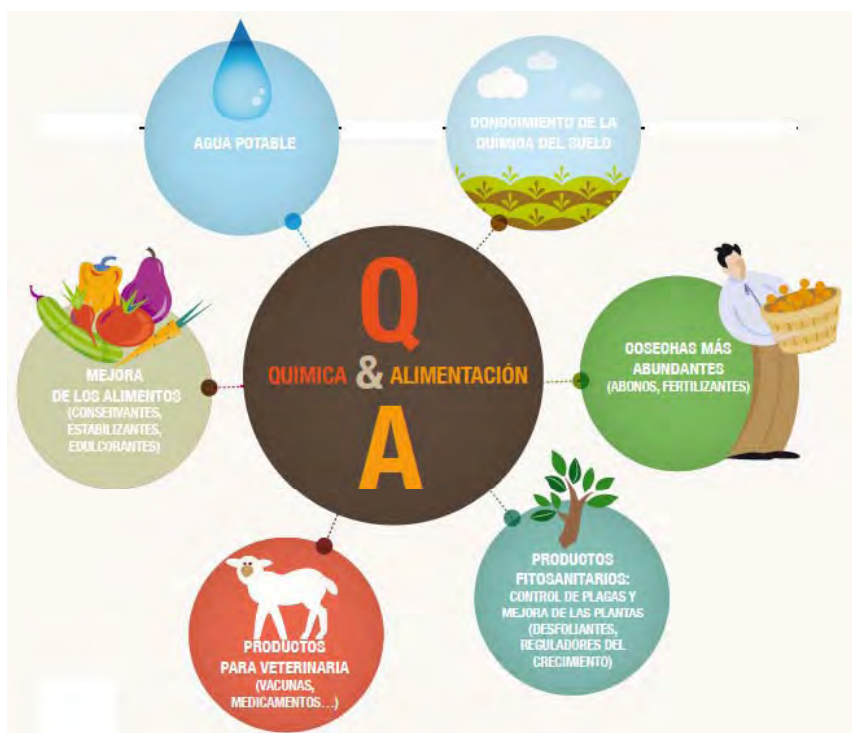 AGUA POTABLE
CONOCIMIENTO DE LA
QUÍMICA DEL SUELO
Q
QUÍMICA & ALIMENTACIÓN
A
MEJORA
DE LOS ALIMENTOS
(CONSERVANTES,
ESTABILIZANTES,
EDULCORANTES)
COSECHAS MÁS
ABUNDANTES
(ABONOS, FERTILIZANTES)
PRODUCTOS
FITOSANITARIOS:
CONTROL DE PLAGAS Y
MEJORA DE LAS PLANTAS
(DESFOLIANTES,
REGULADORES DEL
CRECIMIENTO)
PRODUCTOS
PARA VETERINARIA
(VACUNAS,
MEDICAMENTOS...)